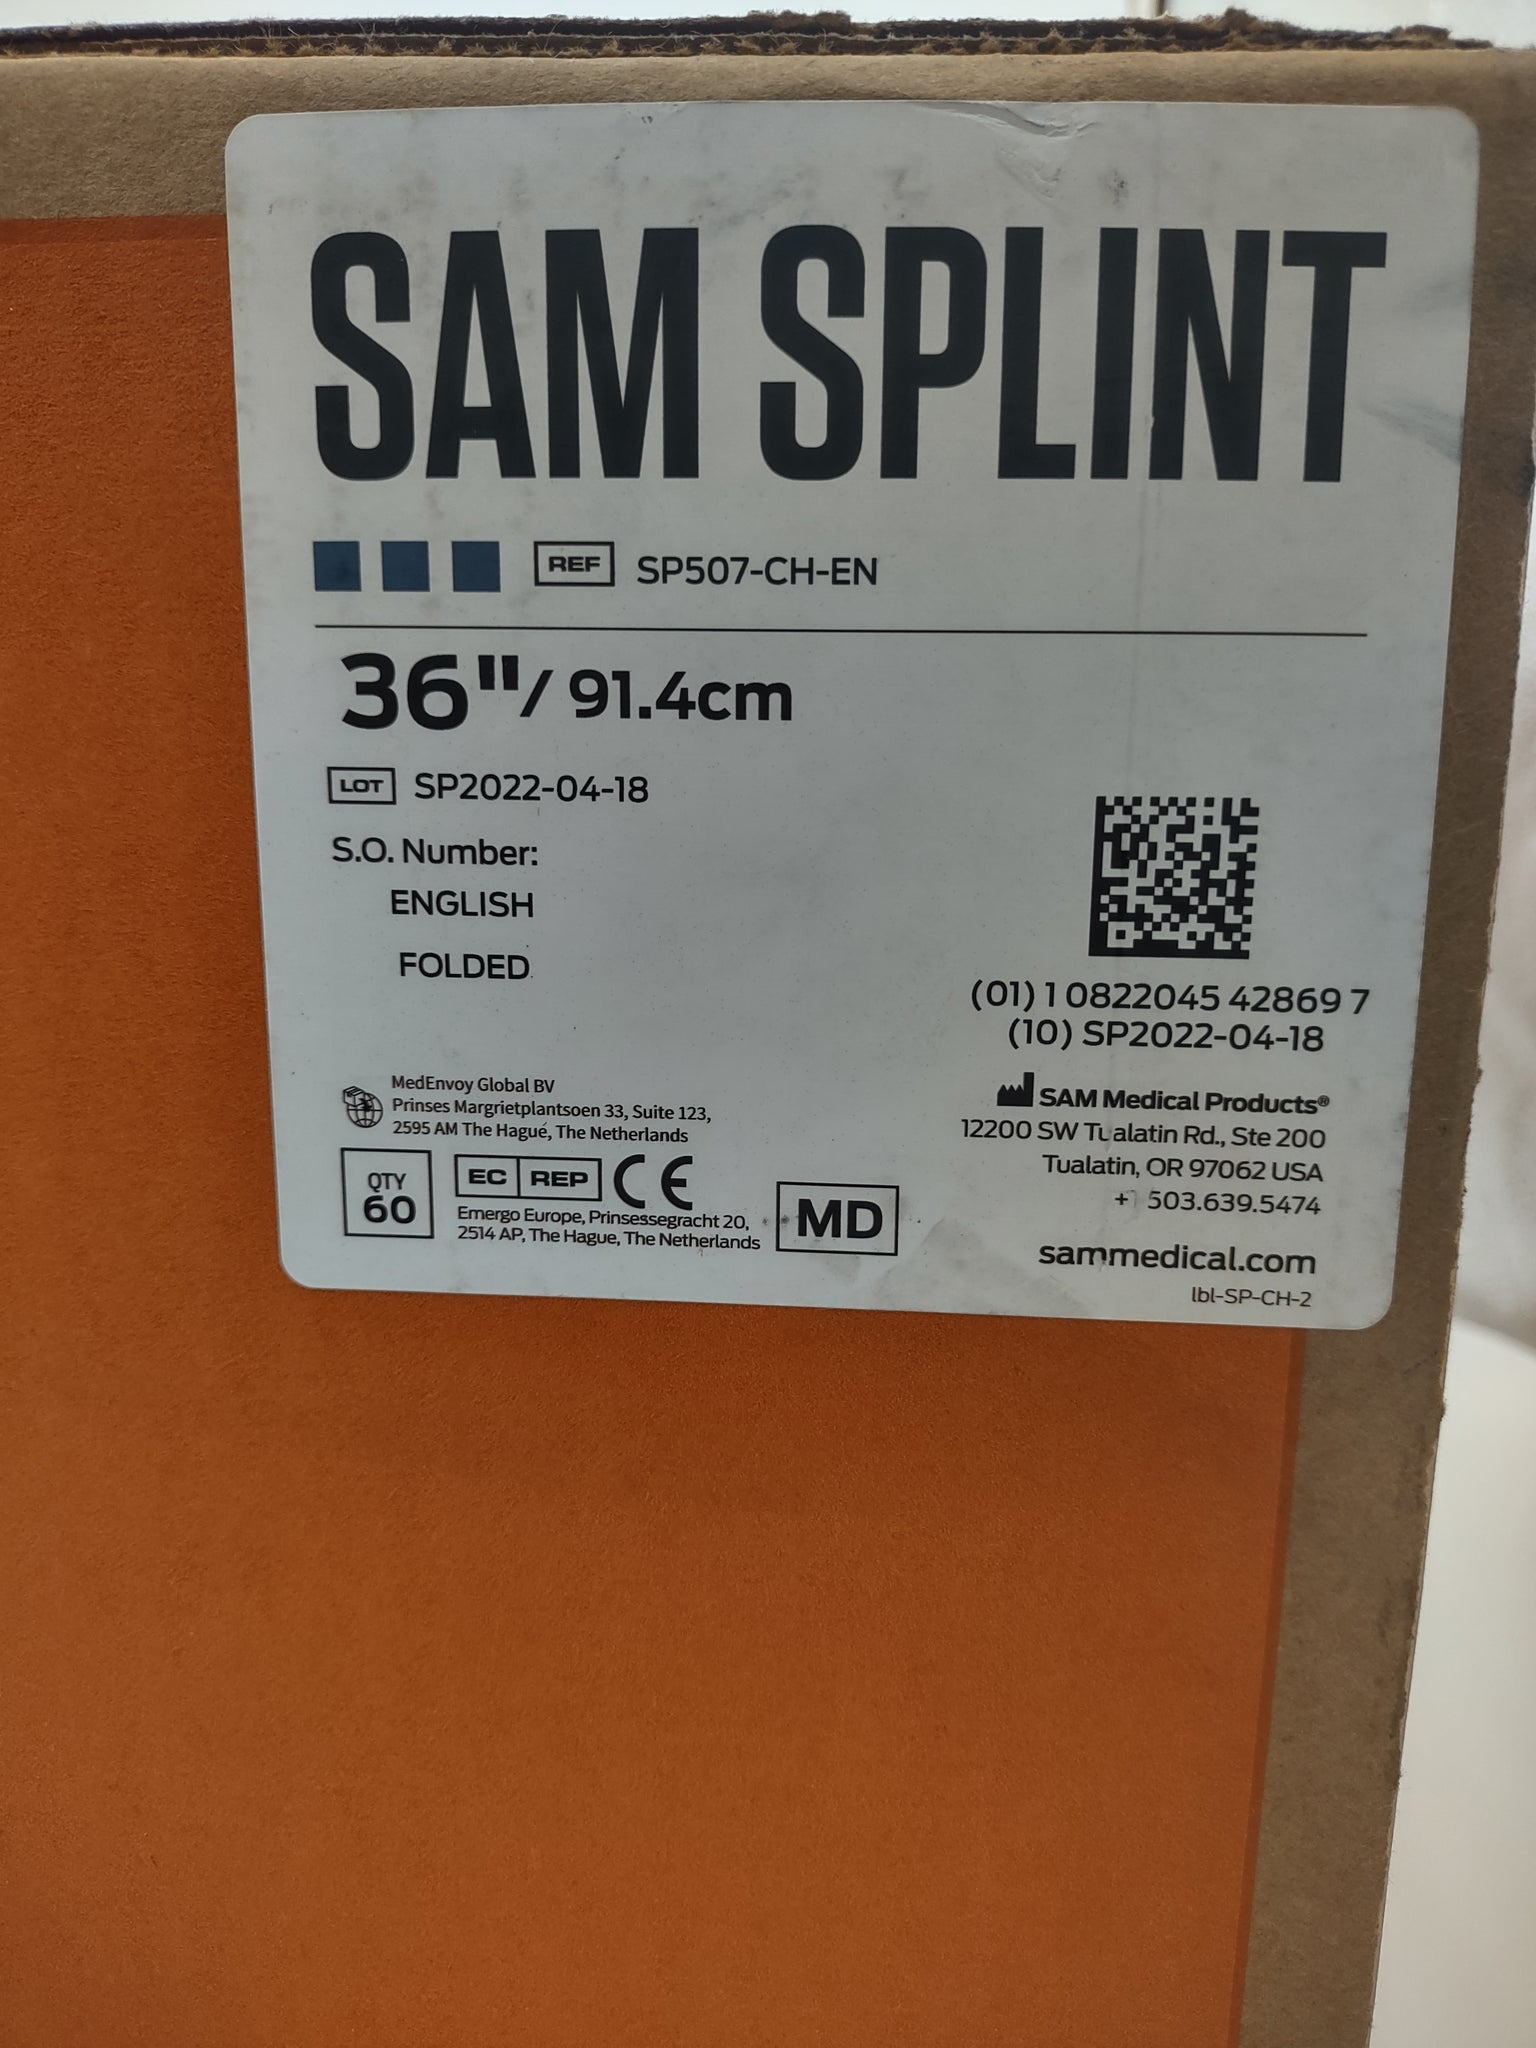 SAM SPLINT
REF SP507-CH-EN
36"/ 91.4cm
LOT SP2022-04-18
S.O. Number:
ENGLISH
FOLDED
(01) 1 0822045 42869 7
(10) SP2022-04-18
MedEnvoy Global BV
Prinses Margrietplantsoen 33, Suite 123,
2595 AM The Hague, The Netherlands
QTY
60
EC REP CE
Emergo Europe, Prinsessegracht 20,
2514 AP, The Hague, The Netherlands
MD
SAM Medical Products®
12200 SW Tualatin Rd., Ste 200
Tualatin, OR 97062 USA
+1 503.639.5474
sammedical.com
lbl-SP-CH-2